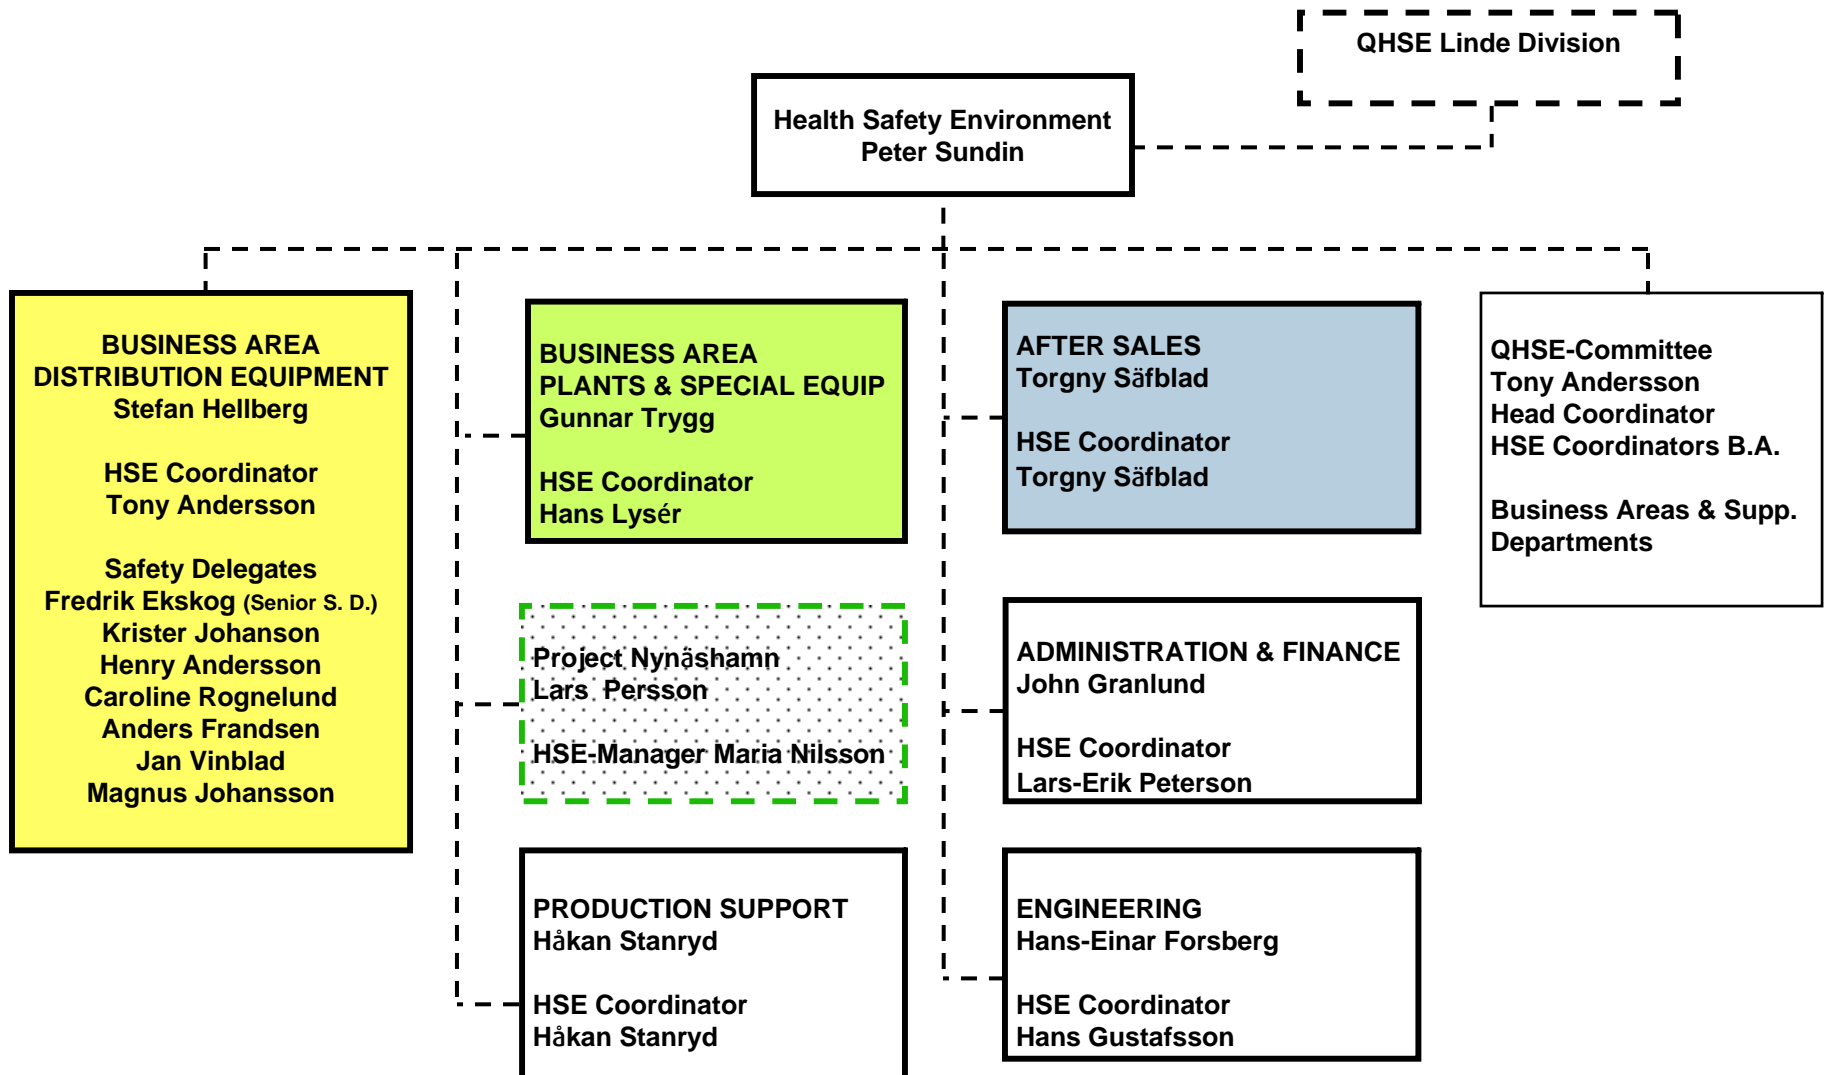 QHSE Linde Division
Health Safety Environment
Peter Sundin
BUSINESS AREA
DISTRIBUTION EQUIPMENT
Stefan Hellberg
HSE Coordinator
Tony Andersson
Safety Delegates
Fredrik Ekskog (Senior S. D.)
Krister Johanson
Henry Andersson
Caroline Rognelund
Anders Frandsen
Jan Vinblad
Magnus Johansson
BUSINESS AREA
PLANTS & SPECIAL EQUIP
Gunnar Trygg
HSE Coordinator
Hans Lysér
Project Nynäshamn
Lars Persson
HSE-Manager Maria Nilsson
PRODUCTION SUPPORT
Håkan Stanryd
HSE Coordinator
Håkan Stanryd
AFTER SALES
Torgny Säfblad
HSE Coordinator
Torgny Säfblad
ADMINISTRATION & FINANCE
John Granlund
HSE Coordinator
Lars-Erik Peterson
ENGINEERING
Hans-Einar Forsberg
HSE Coordinator
Hans Gustafsson
QHSE-Committee
Tony Andersson
Head Coordinator
HSE Coordinators B.A.
Business Areas & Supp.
Departments